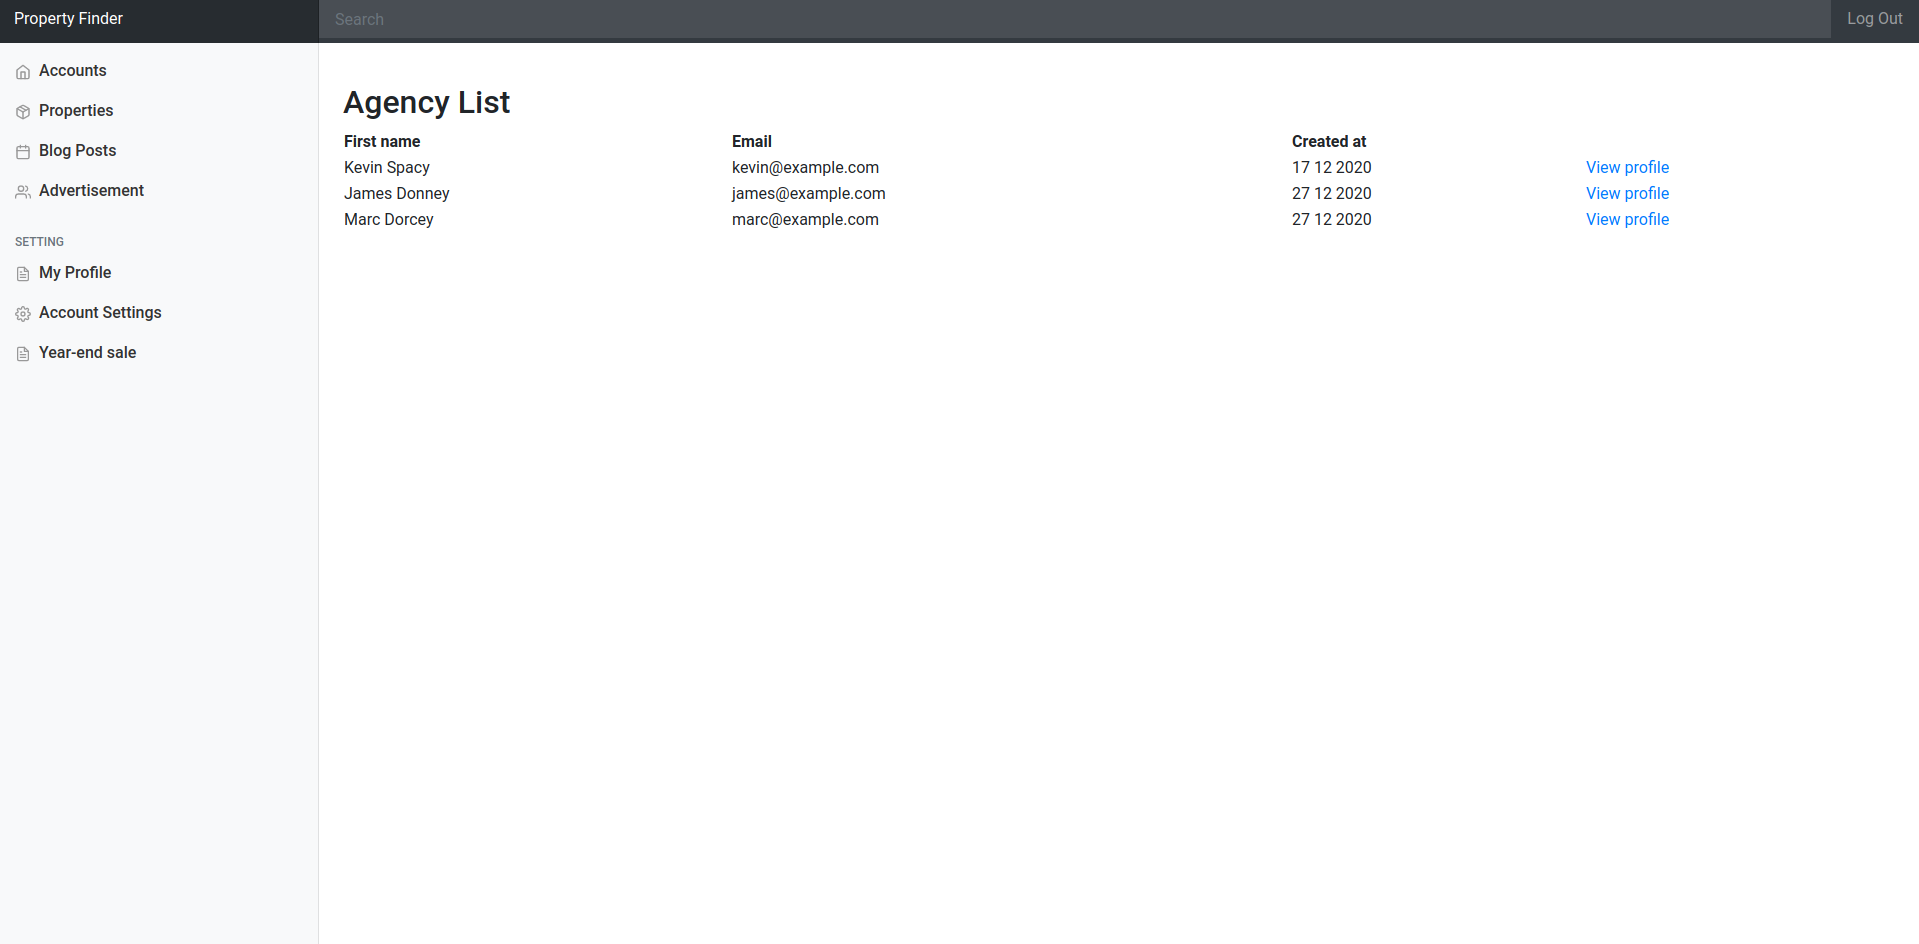 Property Finder
Search
Log Out
Accounts
Properties
Blog Posts
Advertisement
SETTING
My Profile
Account Settings
Year-end sale
Agency List
First name Email Created at
Kevin Spacy kevin@example.com 17 12 2020 View profile
James Donney james@example.com 27 12 2020 View profile
Marc Dorcey marc@example.com 27 12 2020 View profile